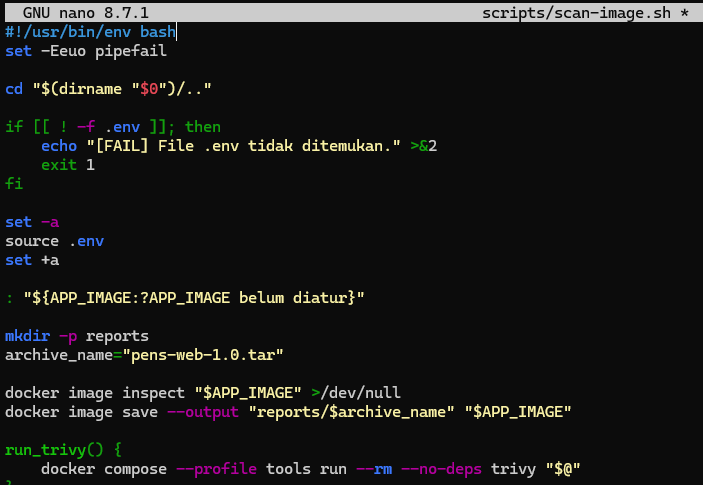 GNU nano 8.7.1 scripts/scan-image.sh *
#!/usr/bin/env bash
set -Eeuo pipefail
cd "$(dirname "$0")/.."
if [[ ! -f .env ]]; then
    echo "[FAIL] File .env tidak ditemukan." >&2
    exit 1
fi
set -a
source .env
set +a
: "${APP_IMAGE:?APP_IMAGE belum diatur}"
mkdir -p reports
archive_name="pens-web-1.0.tar"
docker image inspect "$APP_IMAGE" >/dev/null
docker image save --output "reports/$archive_name" "$APP_IMAGE"
run_trivy() {
    docker compose --profile tools run --rm --no-deps trivy "$@"